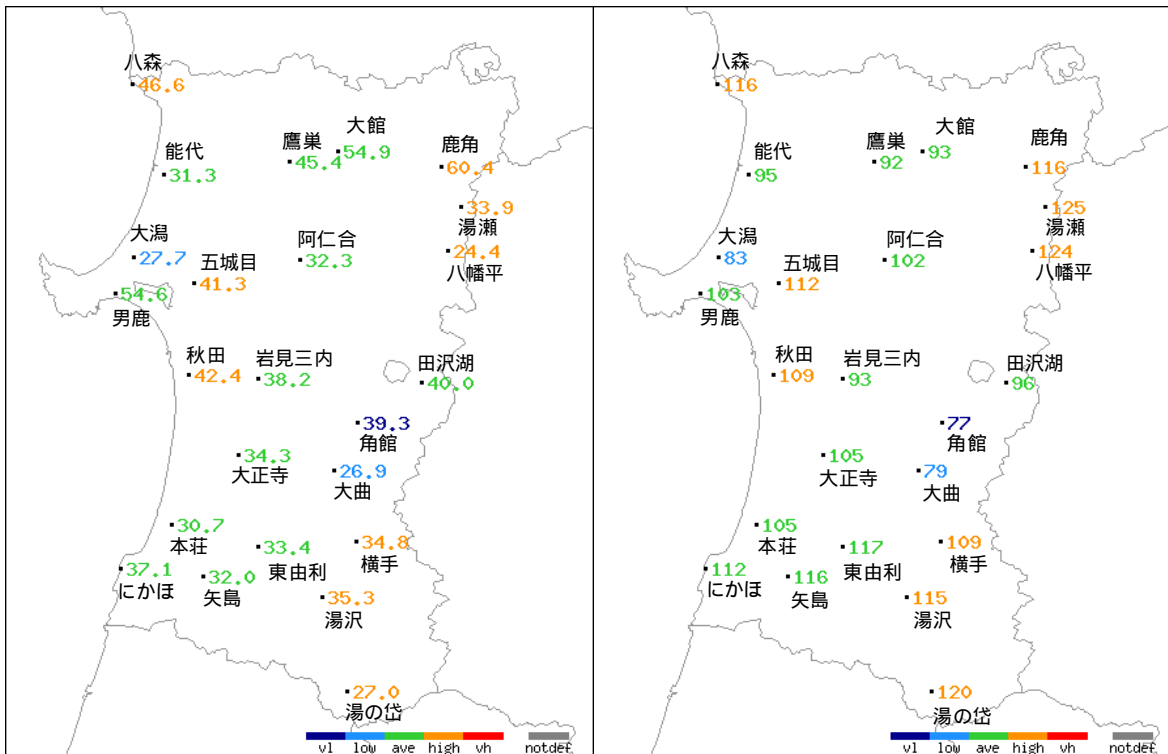 八森
46.6
大館
54.9
鷹巣
45.4
鹿角
60.4
能代
31.3
33.9
湯瀬
大潟
27.7
阿仁合
32.3
24.4
八幡平
五城目
41.3
54.6
男鹿
秋田
42.4
岩見三内
38.2
田沢湖
40.0
39.3
角館
34.3
大正寺
26.9
大曲
30.7
本荘
33.4
東由利
34.8
横手
37.1
にかほ
32.0
矢島
35.3
湯沢
27.0
湯の岱
vl low ave high vh notdef
八森
116
大館
93
鷹巣
92
鹿角
116
能代
95
125
湯瀬
大潟
83
阿仁合
102
124
八幡平
五城目
112
103
男鹿
秋田
109
岩見三内
93
田沢湖
96
77
角館
105
大正寺
79
大曲
105
本荘
117
東由利
109
横手
112
にかほ
116
矢島
115
湯沢
120
湯の岱
vl low ave high vh notdef